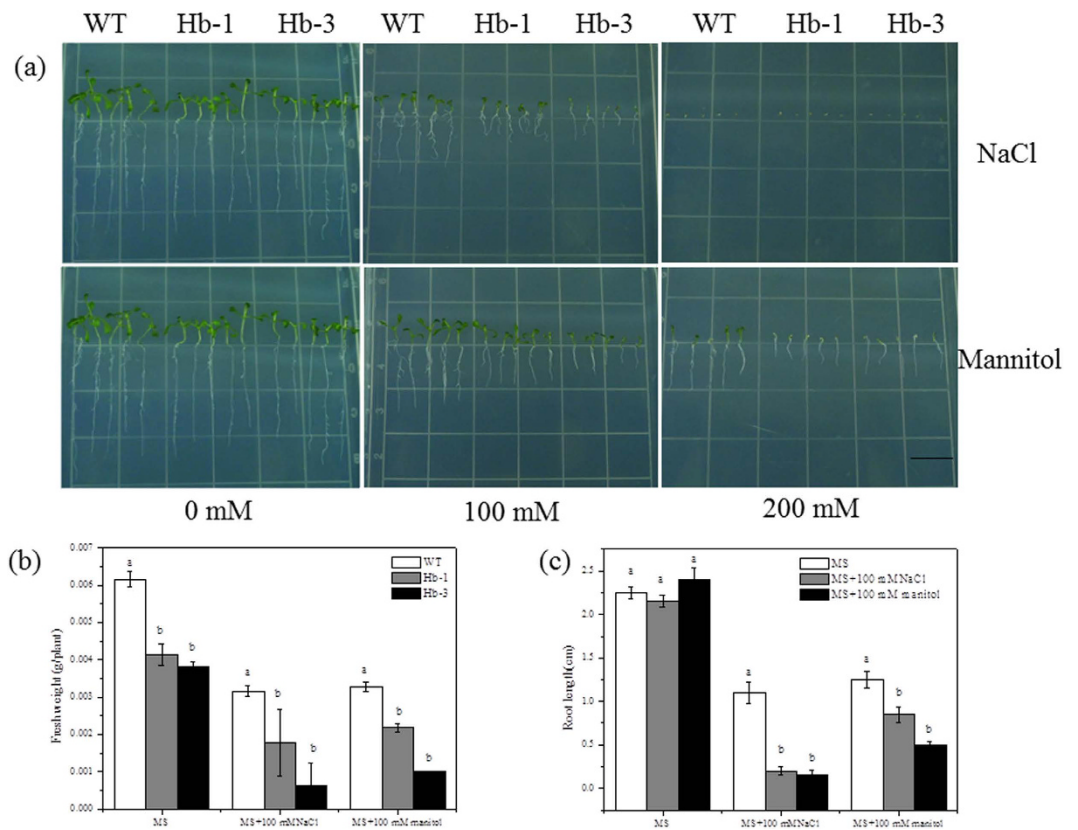 WT Hb-1 Hb-3 WT Hb-1 Hb-3 WT Hb-1 Hb-3
(a)
NaCl
Mannitol
0 mM 100 mM 200 mM
(b)
0.007
0.006
0.005
0.004
0.003
0.002
0.001
0.000
Fresh weight (g/plant)
WT
Hb-1
Hb-3
a
b
b
a
b
b
a
b
b
MS
MS+100 mMNaCl
MS+100 mM manitol
(c)
2.5
2.0
1.5
1.0
0.5
0.0
Root length(cm)
MS
MS+100 mMNaCl
MS+100 mM manitol
a
a
a
a
b
b
a
b
b
MS
MS+100 mMNaCl
MS+100 mM manitol